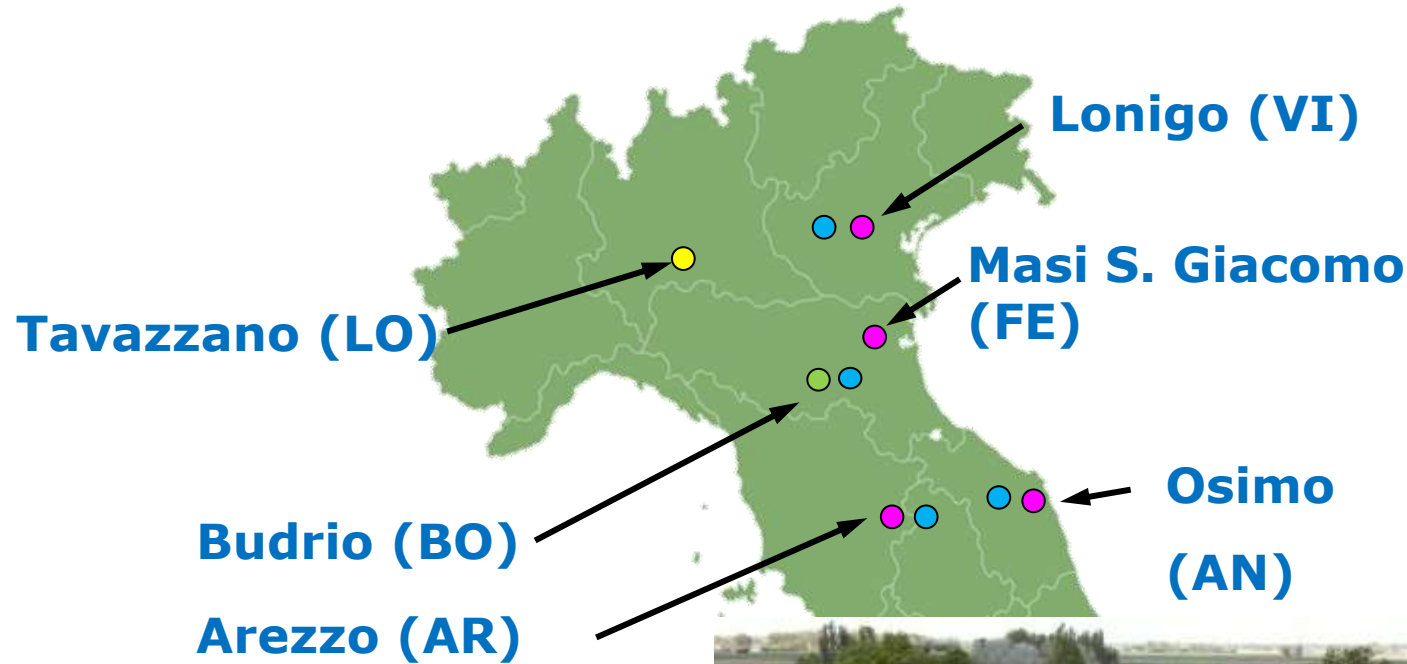 Lonigo (VI)
Masi S. Giacomo
(FE)
Tavazzano (LO)
Osimo
(AN)
Budrio (BO)
Arezzo (AR)